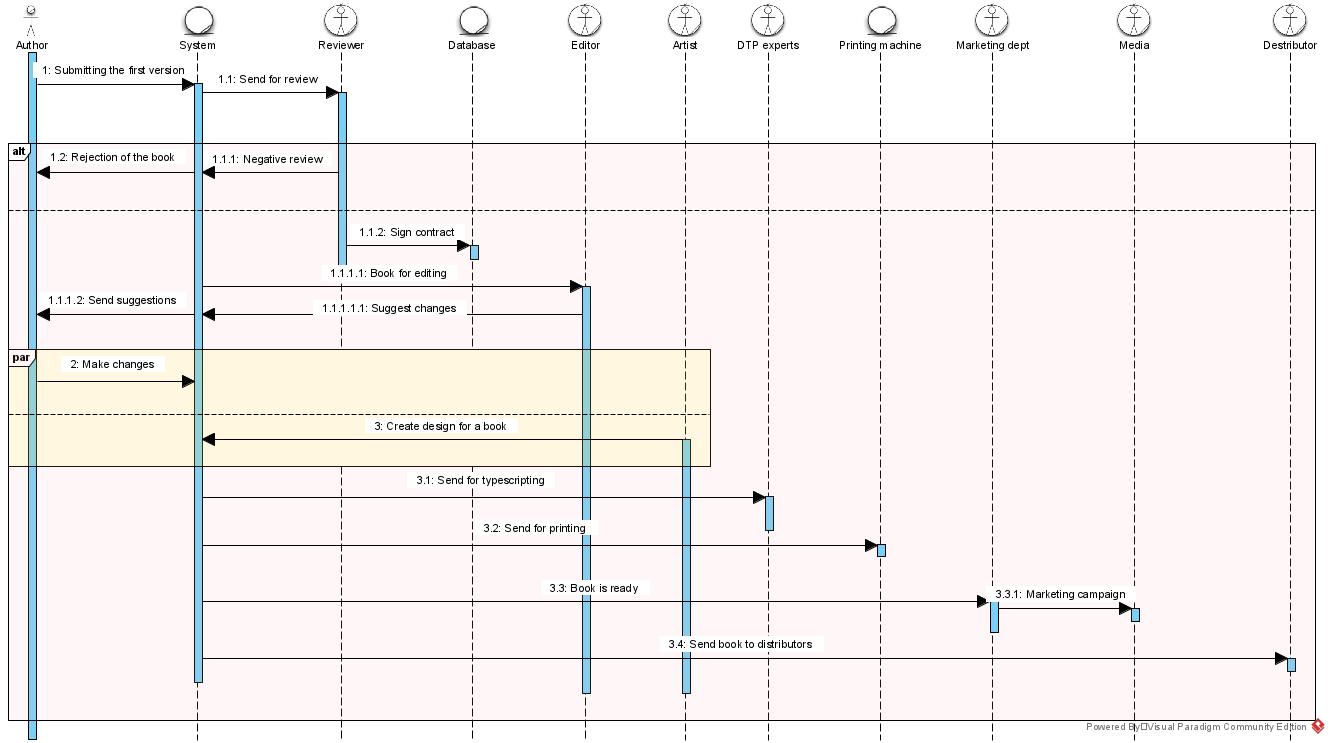 Author System Reviewer Database Editor Artist DTP experts Printing machine Marketing dept Media Destributor
1: Submitting the first version
1.1: Send for review
alt
1.2: Rejection of the book
1.1.1: Negative review
1.1.2: Sign contract
1.1.1.1: Book for editing
1.1.1.2: Send suggestions
1.1.1.1.1: Suggest changes
par
2: Make changes
3: Create design for a book
3.1: Send for typescripting
3.2: Send for printing
3.3: Book is ready
3.3.1: Marketing campaign
3.4: Send book to distributors
Powered By Visual Paradigm Community Edition